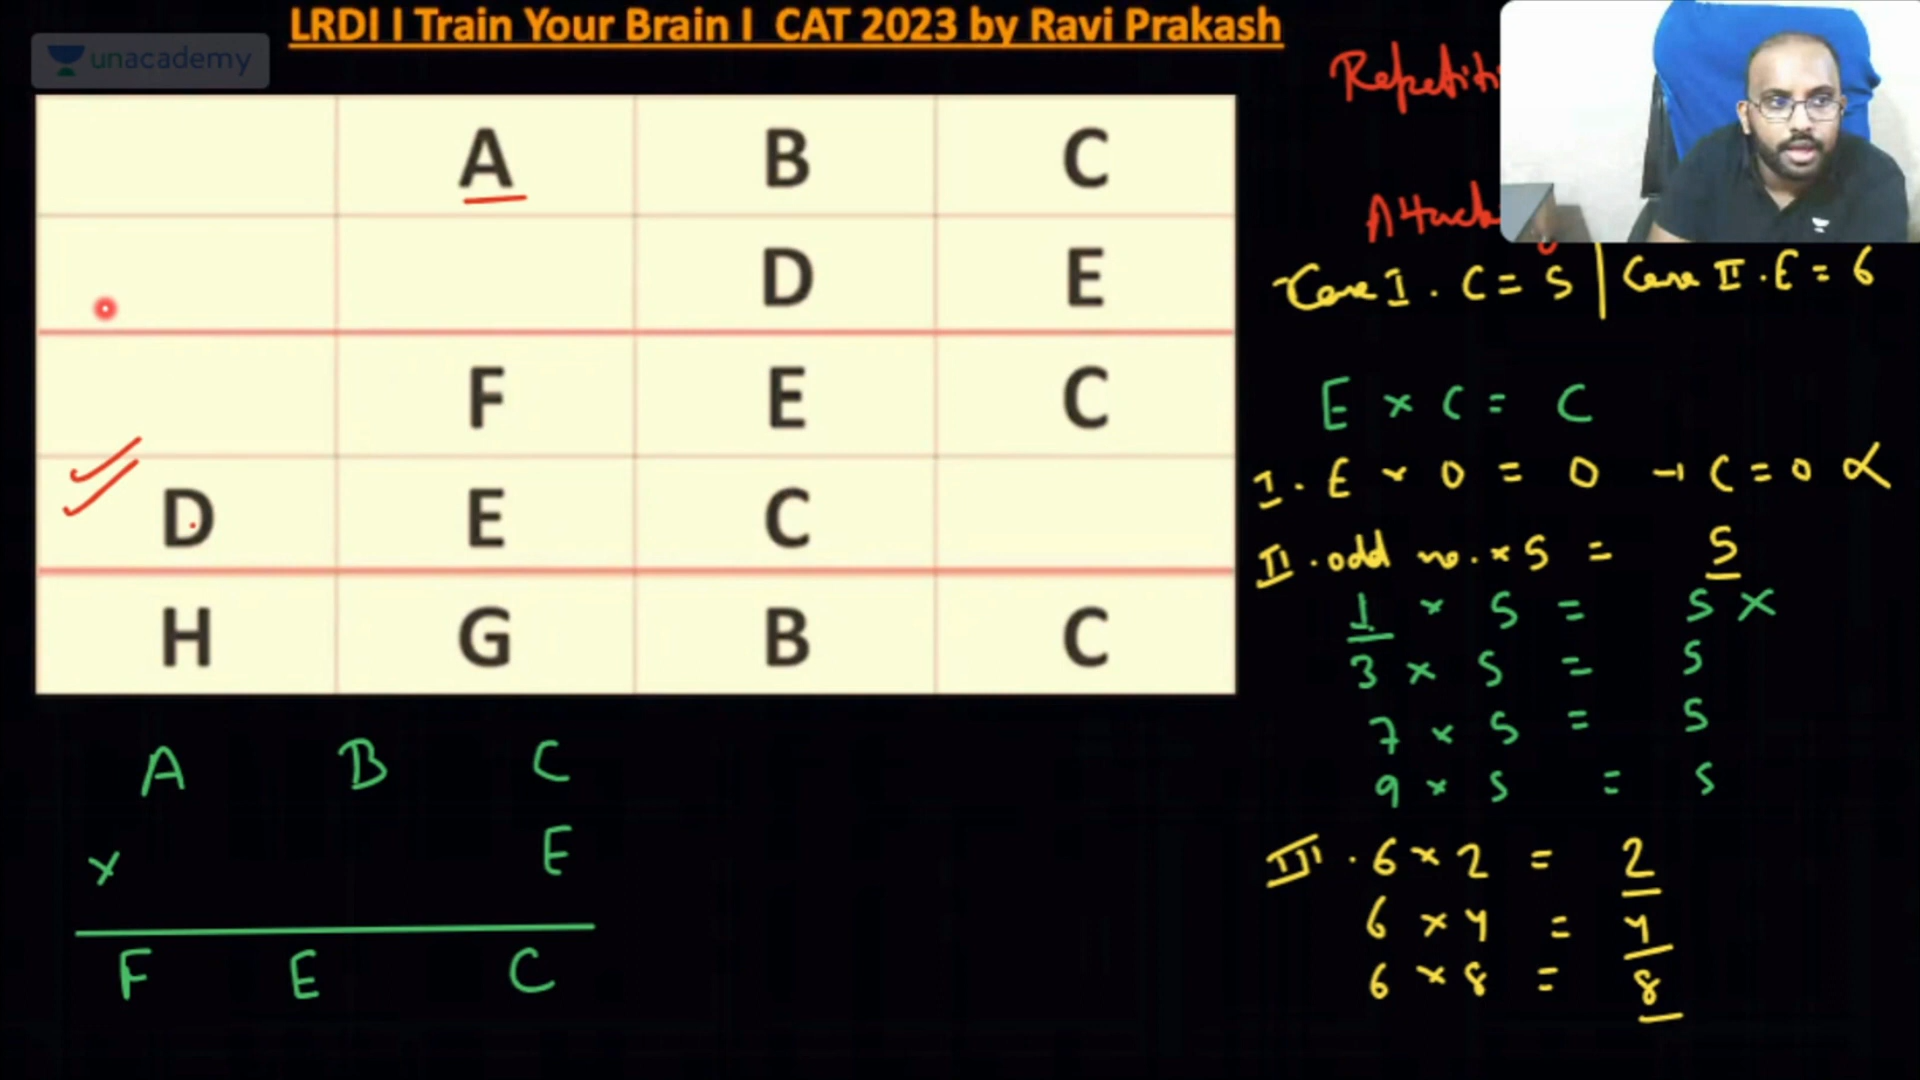 LRDI I Train Your Brain I CAT 2023 by Ravi Prakash
unacademy
A B C
D E
F E C
D E C
H G B C
Case I . C = 5 | Case II . E = 6
E × C = C
I . E × 0 = 0 → C = 0
II . odd no. × 5 = 5
1 × 5 = 5 ×
3 × 5 = 5
7 × 5 = 5
9 × 5 = 5
III . 6 × 2 = 2
6 × 4 = 4
6 × 8 = 8
A B C
× E
F E C